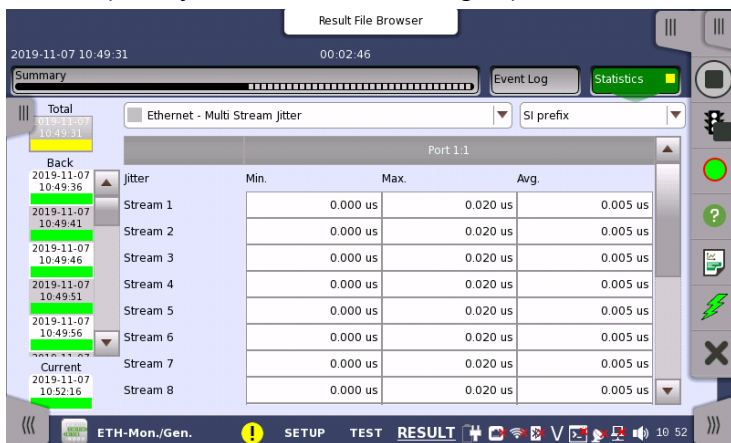 Result File Browser
2019-11-07 10:49:31 00:02:46
Summary Event Log Statistics
Total
2019-11-07
10:49:31
Ethernet - Multi Stream Jitter SI prefix
Port 1:1
Back
2019-11-07
10:49:36
2019-11-07
10:49:41
2019-11-07
10:49:46
2019-11-07
10:49:51
2019-11-07
10:49:56
Current
2019-11-07
10:52:16
Jitter Min. Max. Avg.
Stream 1 0.000 us 0.020 us 0.005 us
Stream 2 0.000 us 0.020 us 0.005 us
Stream 3 0.000 us 0.020 us 0.005 us
Stream 4 0.000 us 0.020 us 0.005 us
Stream 5 0.000 us 0.020 us 0.005 us
Stream 6 0.000 us 0.020 us 0.005 us
Stream 7 0.000 us 0.020 us 0.005 us
Stream 8 0.000 us 0.020 us 0.005 us
ETH-Mon./Gen. ! SETUP TEST RESULT V 10 52
?